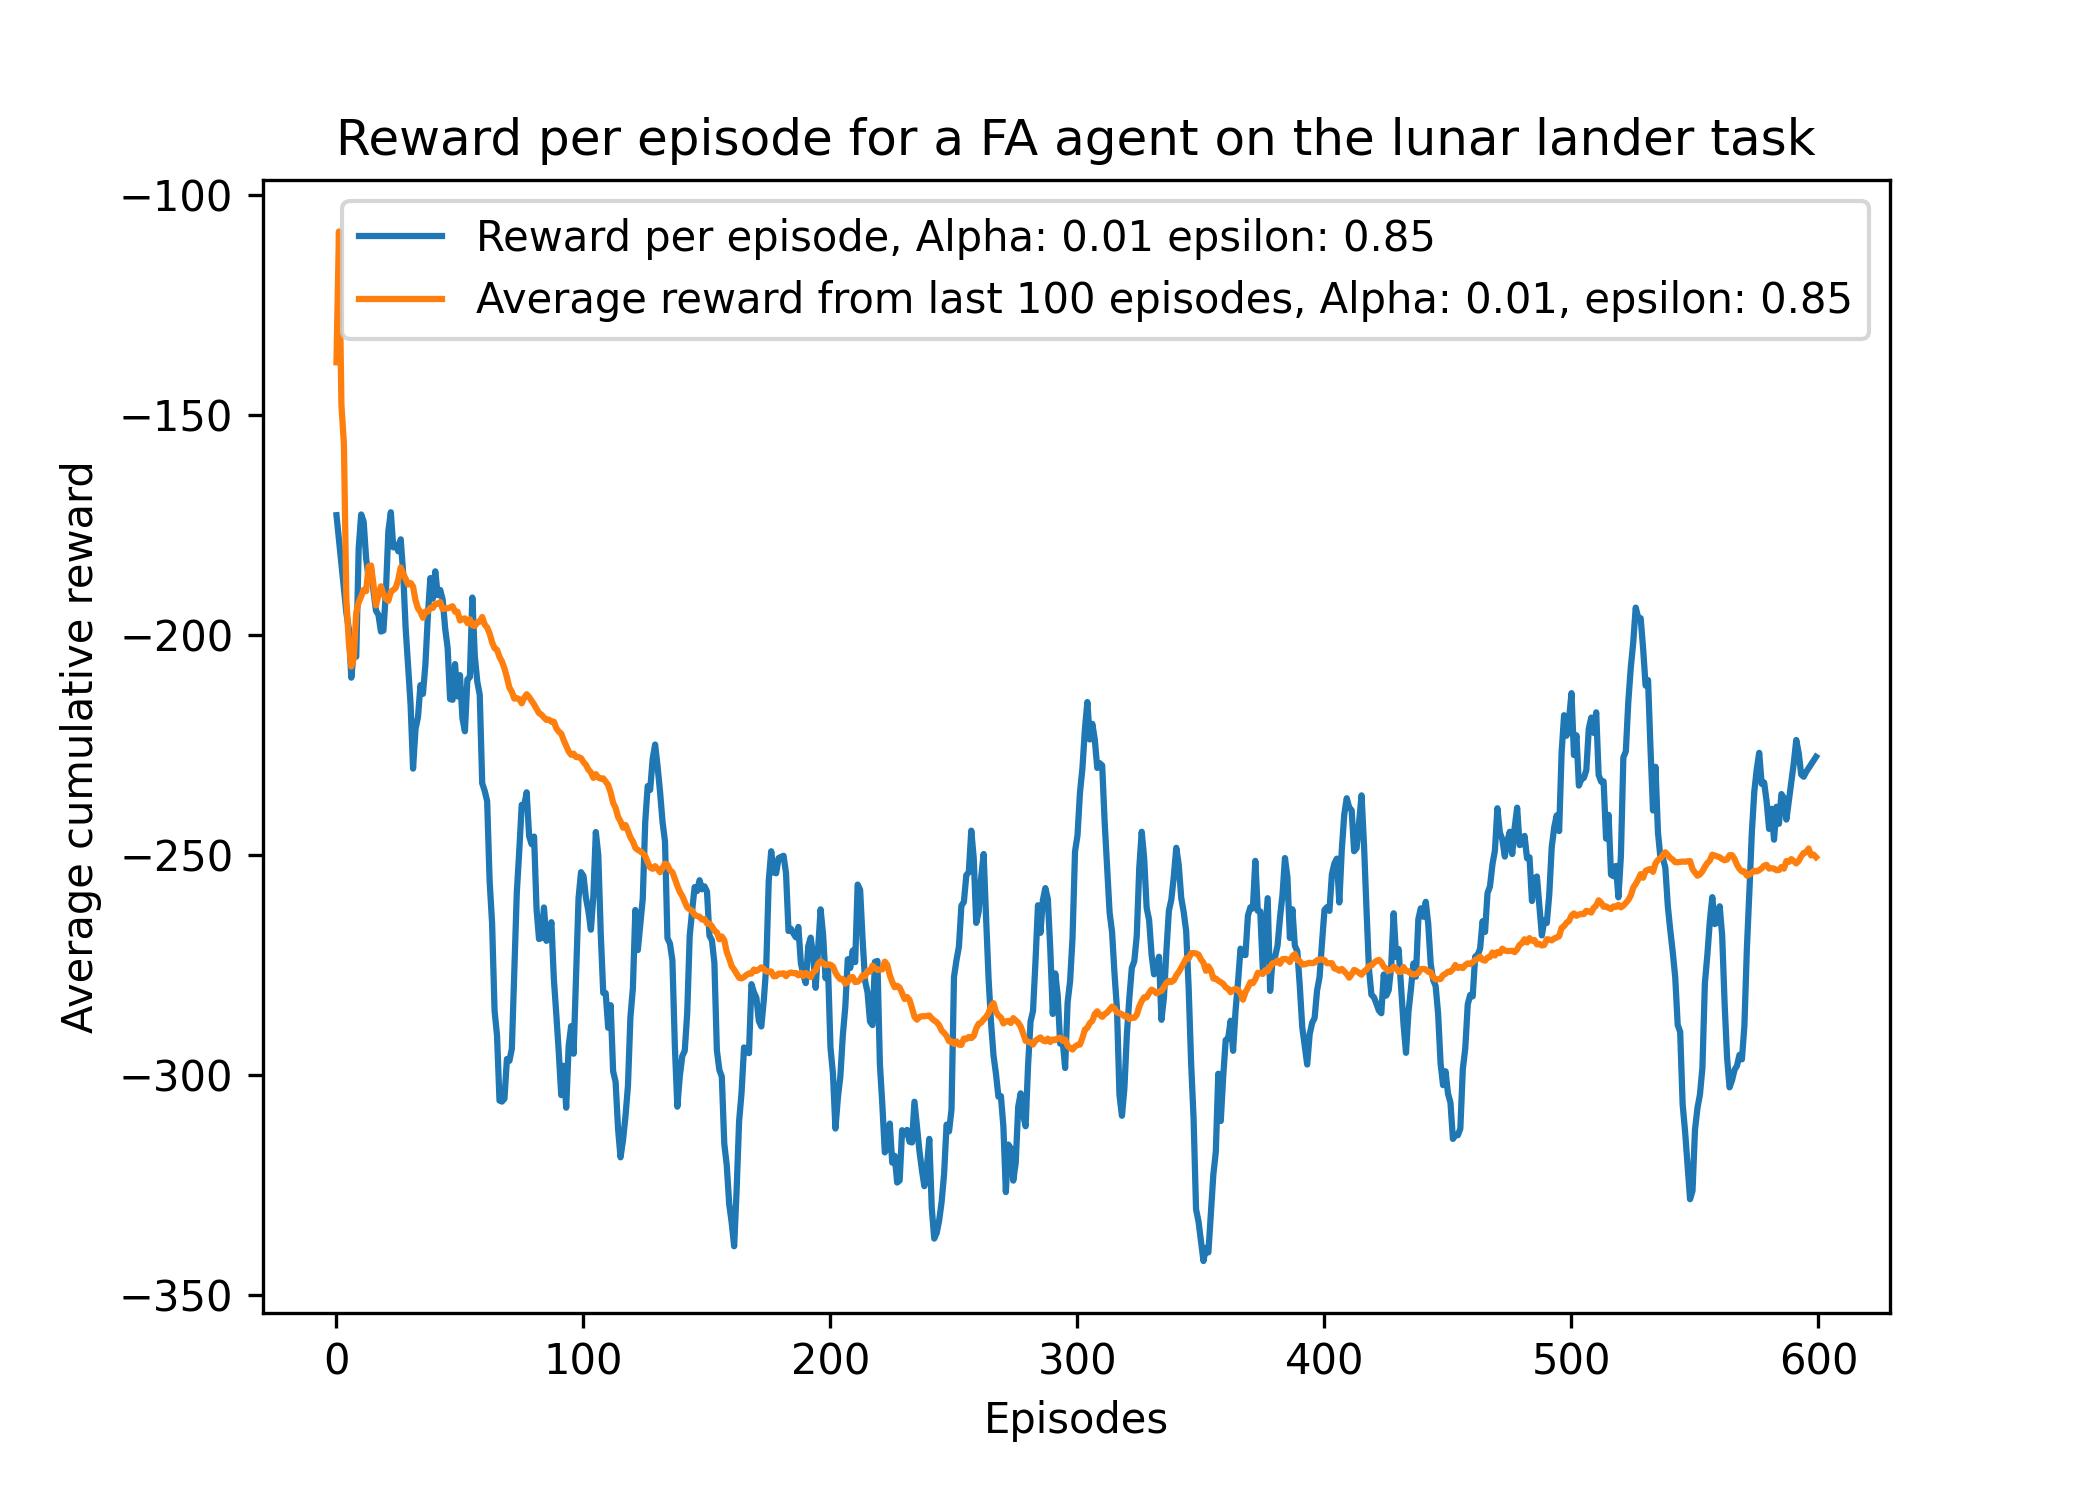 Reward per episode for a FA agent on the lunar lander task
Reward per episode, Alpha: 0.01 epsilon: 0.85
Average reward from last 100 episodes, Alpha: 0.01, epsilon: 0.85
Average cumulative reward
−100
−150
−200
−250
−300
−350
0 100 200 300 400 500 600
Episodes